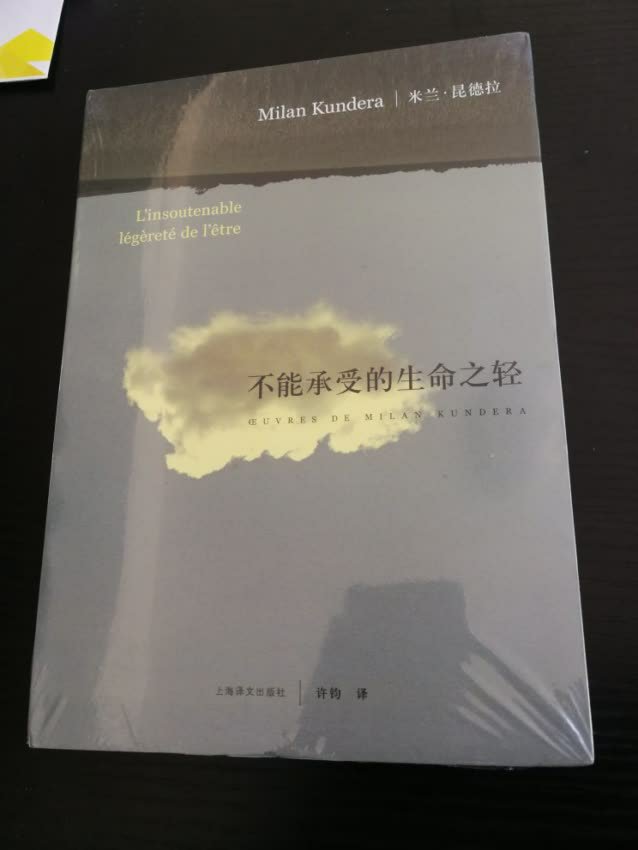 Milan Kundera | 米兰·昆德拉
L'insoutenable
légèreté de l'être
不能承受的生命之轻
ŒUVRES DE MILAN KUNDERA
上海译文出版社 | 许钧 译